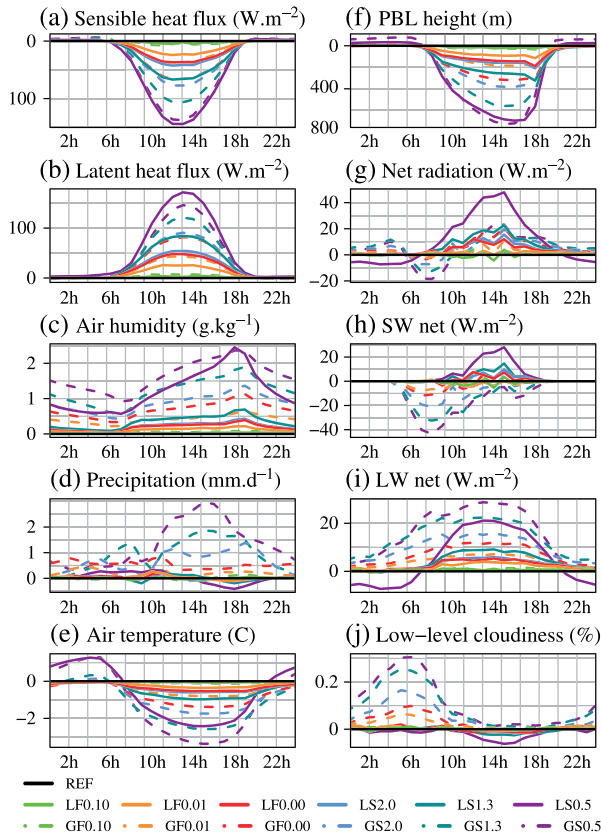 (a) Sensible heat flux (W.m−2)
0
100
2h 6h 10h 14h 18h 22h
(b) Latent heat flux (W.m−2)
100
0
2h 6h 10h 14h 18h 22h
(c) Air humidity (g.kg−1)
2
1
0
2h 6h 10h 14h 18h 22h
(d) Precipitation (mm.d−1)
2
1
0
2h 6h 10h 14h 18h 22h
(e) Air temperature (C)
0
−2
2h 6h 10h 14h 18h 22h
(f) PBL height (m)
0
400
800
2h 6h 10h 14h 18h 22h
(g) Net radiation (W.m−2)
40
20
0
−20
2h 6h 10h 14h 18h 22h
(h) SW net (W.m−2)
20
0
−20
−40
2h 6h 10h 14h 18h 22h
(i) LW net (W.m−2)
20
0
2h 6h 10h 14h 18h 22h
(j) Low−level cloudiness (%)
0.2
0
2h 6h 10h 14h 18h 22h
REF
LF0.10 LF0.01 LF0.00 LS2.0 LS1.3 LS0.5
GF0.10 GF0.01 GF0.00 GS2.0 GS1.3 GS0.5